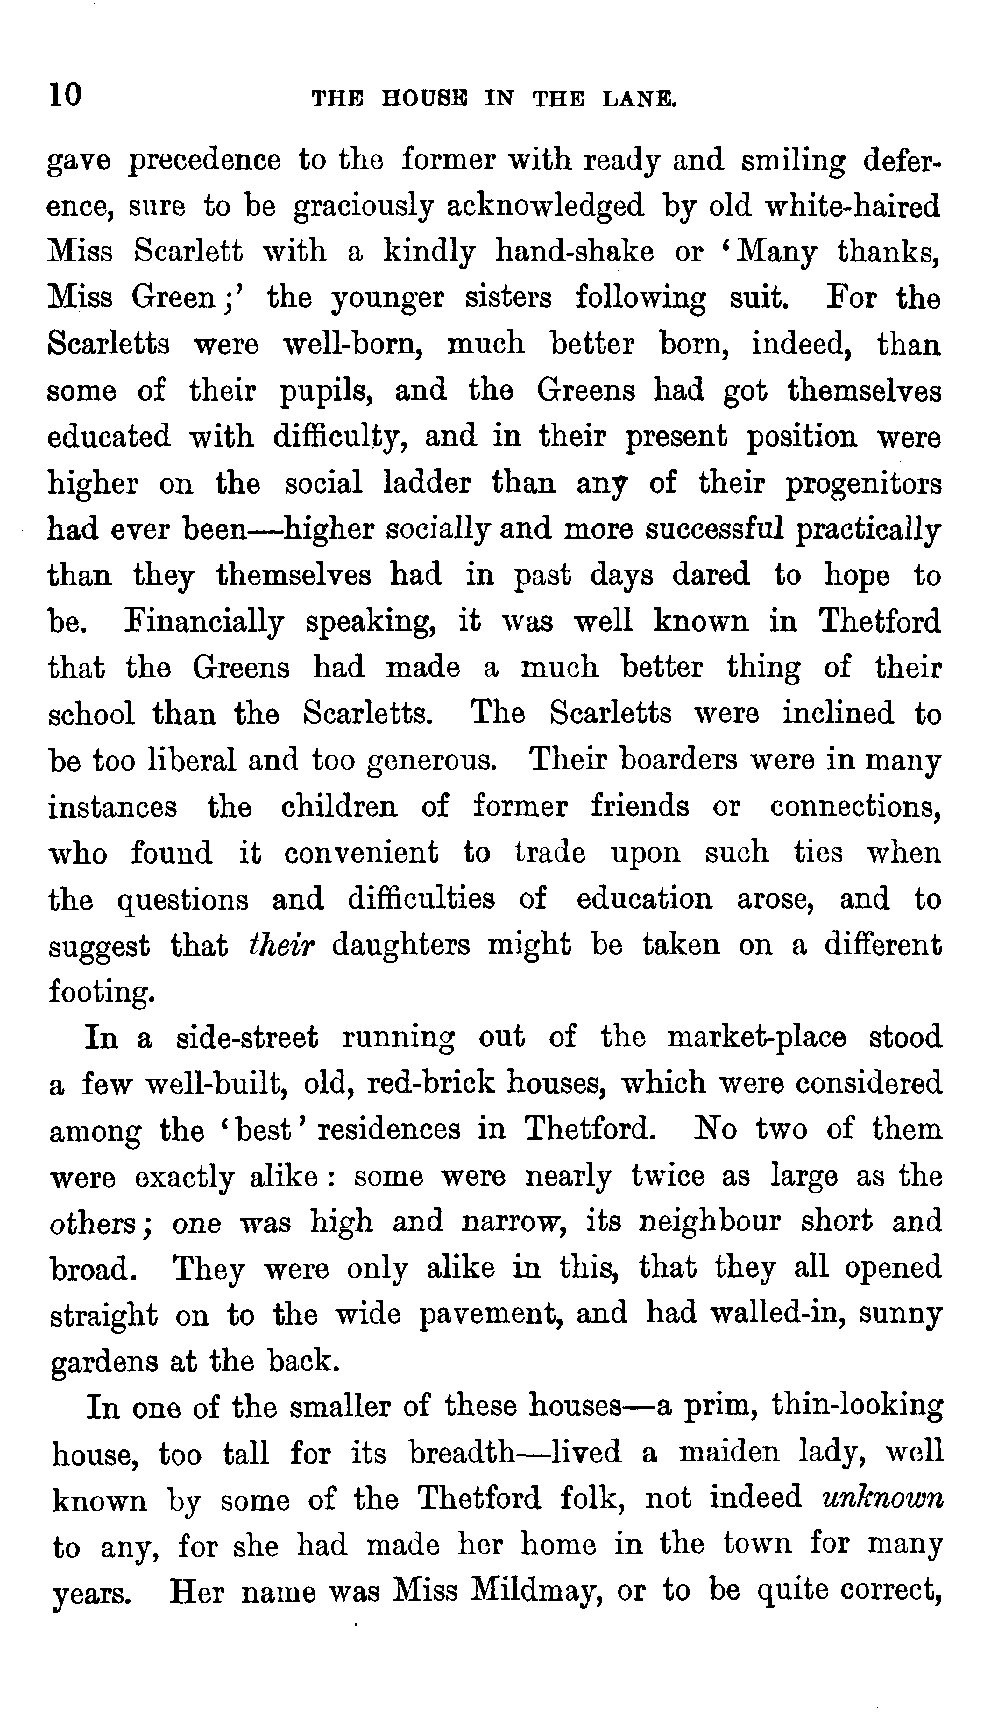 10 THE HOUSE IN THE LANE.
gave precedence to the former with ready and smiling defer-
ence, sure to be graciously acknowledged by old white-haired
Miss Scarlett with a kindly hand-shake or ‘Many thanks,
Miss Green;’ the younger sisters following suit. For the
Scarletts were well-born, much better born, indeed, than
some of their pupils, and the Greens had got themselves
educated with difficulty, and in their present position were
higher on the social ladder than any of their progenitors
had ever been—higher socially and more successful practically
than they themselves had in past days dared to hope to
be. Financially speaking, it was well known in Thetford
that the Greens had made a much better thing of their
school than the Scarletts. The Scarletts were inclined to
be too liberal and too generous. Their boarders were in many
instances the children of former friends or connections,
who found it convenient to trade upon such ties when
the questions and difficulties of education arose, and to
suggest that their daughters might be taken on a different
footing.
In a side-street running out of the market-place stood
a few well-built, old, red-brick houses, which were considered
among the ‘best’ residences in Thetford. No two of them
were exactly alike: some were nearly twice as large as the
others; one was high and narrow, its neighbour short and
broad. They were only alike in this, that they all opened
straight on to the wide pavement, and had walled-in, sunny
gardens at the back.
In one of the smaller of these houses—a prim, thin-looking
house, too tall for its breadth—lived a maiden lady, well
known by some of the Thetford folk, not indeed unknown
to any, for she had made her home in the town for many
years. Her name was Miss Mildmay, or to be quite correct,